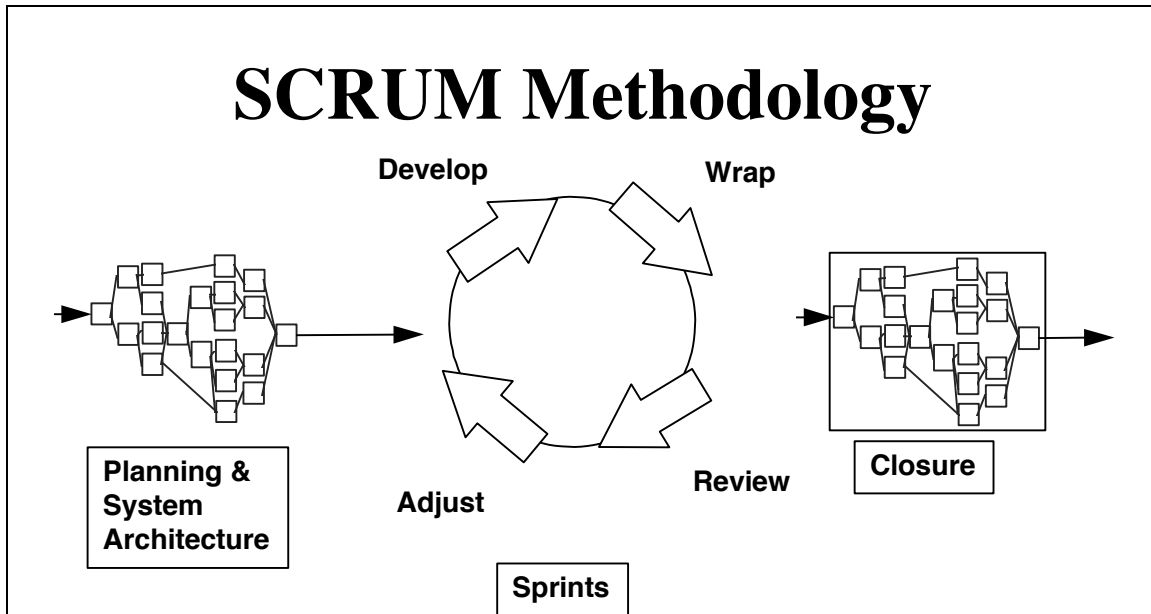 SCRUM Methodology
Develop
Wrap
Planning &
System
Architecture
Adjust
Review
Closure
Sprints